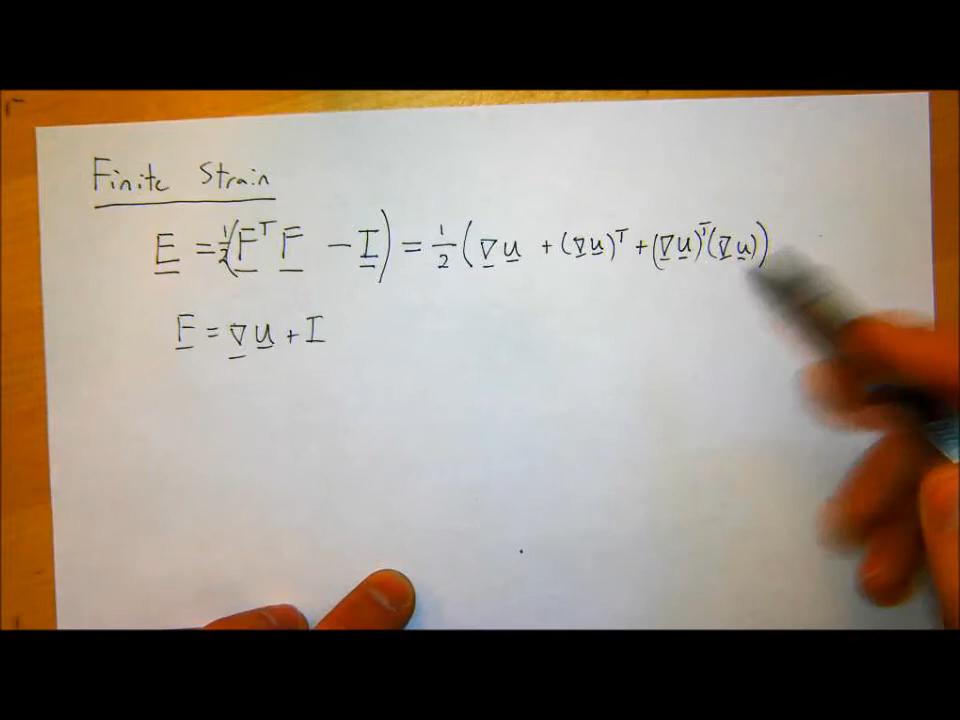 Finite Strain
E = ½(FᵀF − I) = ½(∇u + (∇u)ᵀ + (∇u)ᵀ(∇u))
F = ∇u + I